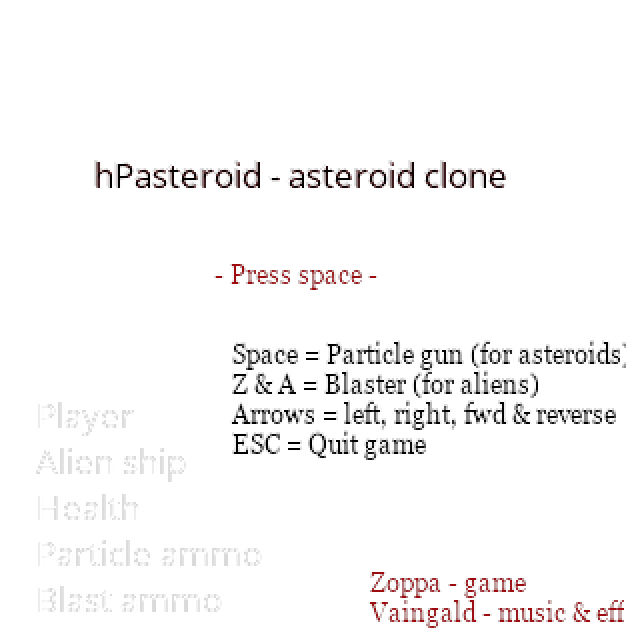 hPasteroid - asteroid clone
- Press space -
Space = Particle gun (for asteroids)
Z & A = Blaster (for aliens)
Arrows = left, right, fwd & reverse
ESC = Quit game
Player
Alien ship
Health
Particle ammo
Blast ammo
Zoppa - game
Vaingald - music & eff